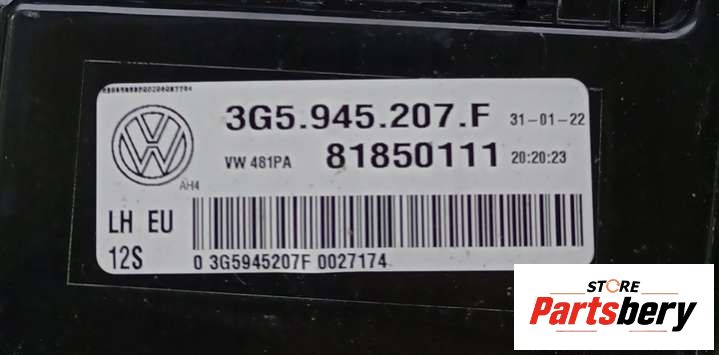 3G5.945.207.F 31-01-22
VW 481PA 81850111 20:20:23
AH4
LH EU
12S
0 3G5945207F 0027174
STORE
Partsbery